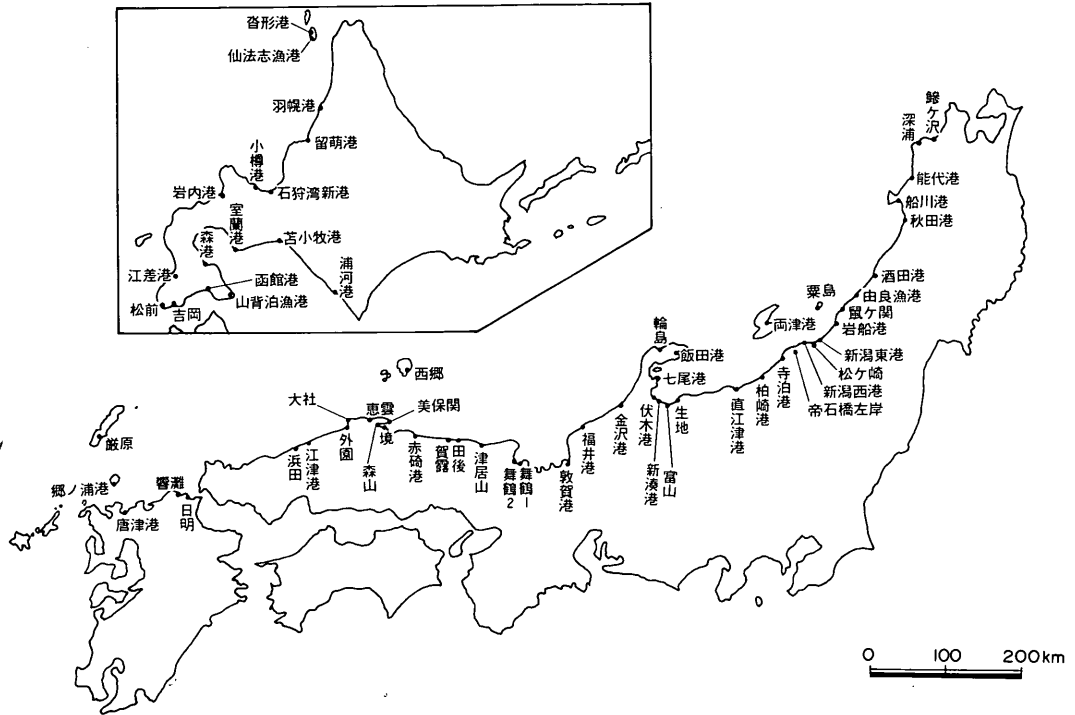 沓形港
仙法志漁港
羽幌港
留萌港
小樽港
石狩湾新港
岩内港
室蘭港
森港
苫小牧港
浦河港
江差港
函館港
山背泊漁港
松前
吉岡
鰺ヶ沢
深浦
能代港
船川港
秋田港
酒田港
由良漁港
鼠ケ関
岩船港
粟島
両津港
新潟東港
松ケ崎
新潟西港
帝石橋左岸
寺泊港
柏崎港
直江津港
輪島
飯田港
七尾港
生地
富山
新湊港
伏木港
金沢港
福井港
敦賀港
舞鶴1
舞鶴2
津居山
田後
賀露
赤碕港
西郷
美保関
境
森山
恵雲
大社
外園
江津港
浜田
厳原
郷ノ浦港
響灘
日明
唐津港
0 100 200km